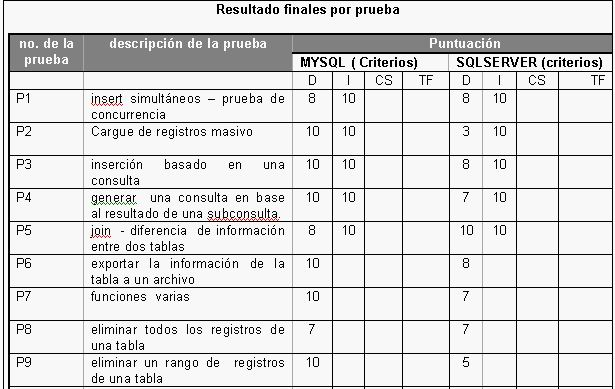 Resultado finales por prueba
no. de la prueba descripción de la prueba Puntuación
MYSQL ( Criterios) SQLSERVER (criterios)
D I CS TF D I CS TF
P1 insert simultáneos – prueba de 8 10 8 10
concurrencia
P2 Cargue de registros masivo 10 10 3 10
P3 inserción basado en una 10 10 8 10
consulta
P4 generar una consulta en base 10 10 7 10
al resultado de una subconsulta.
P5 join - diferencia de información 8 10 10 10
entre dos tablas
P6 exportar la información de la 10 8
tabla a un archivo
P7 funciones varias 10 7
P8 eliminar todos los registros de 7 7
una tabla
P9 eliminar un rango de registros 10 5
de una tabla